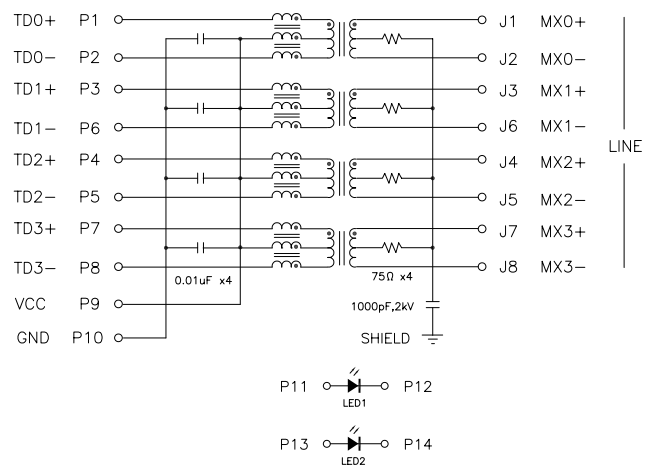 TD0+ P1 J1 MX0+
TD0− P2 J2 MX0−
TD1+ P3 J3 MX1+
TD1− P6 J6 MX1−
LINE
TD2+ P4 J4 MX2+
TD2− P5 J5 MX2−
TD3+ P7 J7 MX3+
TD3− P8 J8 MX3−
0.01uF x4 75Ω x4
VCC P9
1000pF,2kV
GND P10 SHIELD
P11 P12
LED1
P13 P14
LED2